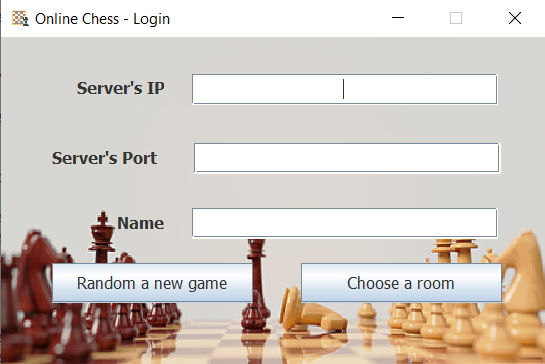 Online Chess - Login
Server's IP
Server's Port
Name
Random a new game
Choose a room